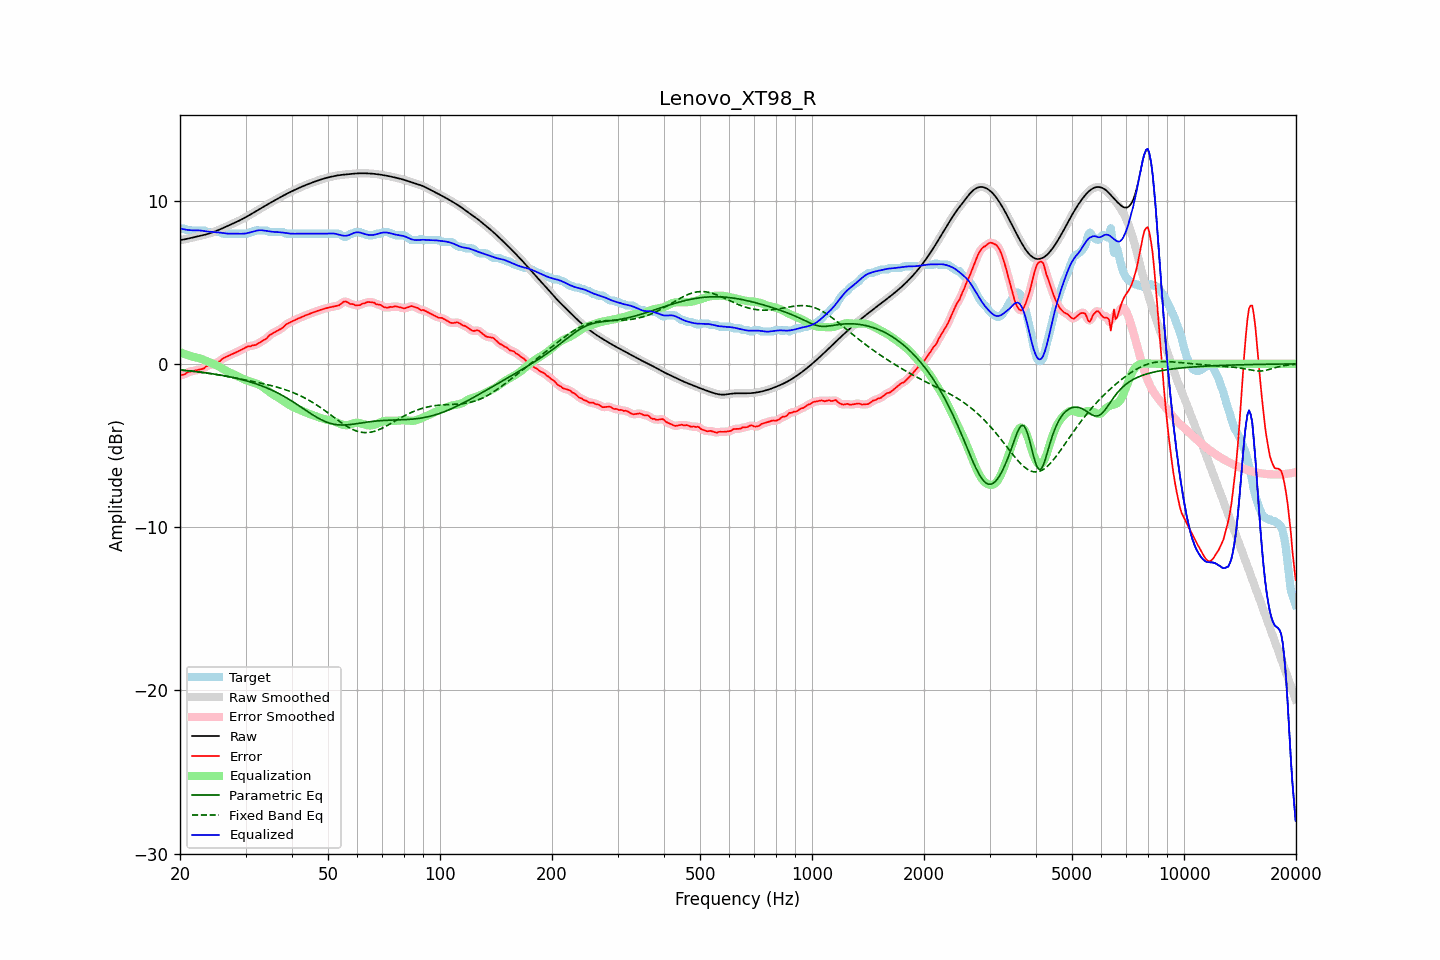 Lenovo_XT98_R
Amplitude (dBr)
10
0
−10
−20
−30
Target
Raw Smoothed
Error Smoothed
Raw
Error
Equalization
Parametric Eq
Fixed Band Eq
Equalized
20 50 100 200 500 1000 2000 5000 10000 20000
Frequency (Hz)